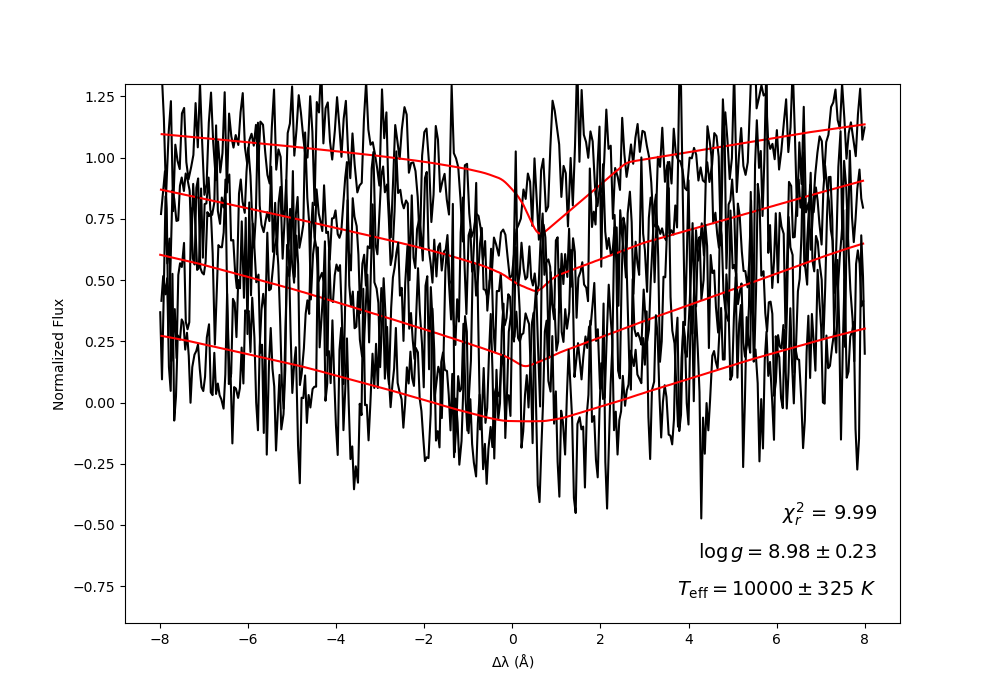 1.25
1.00
0.75
0.50
0.25
0.00
−0.25
−0.50
−0.75
Normalized Flux
χ²ᵣ = 9.99
log g = 8.98 ± 0.23
T_eff = 10000 ± 325 K
−8 −6 −4 −2 0 2 4 6 8
Δλ (Å)